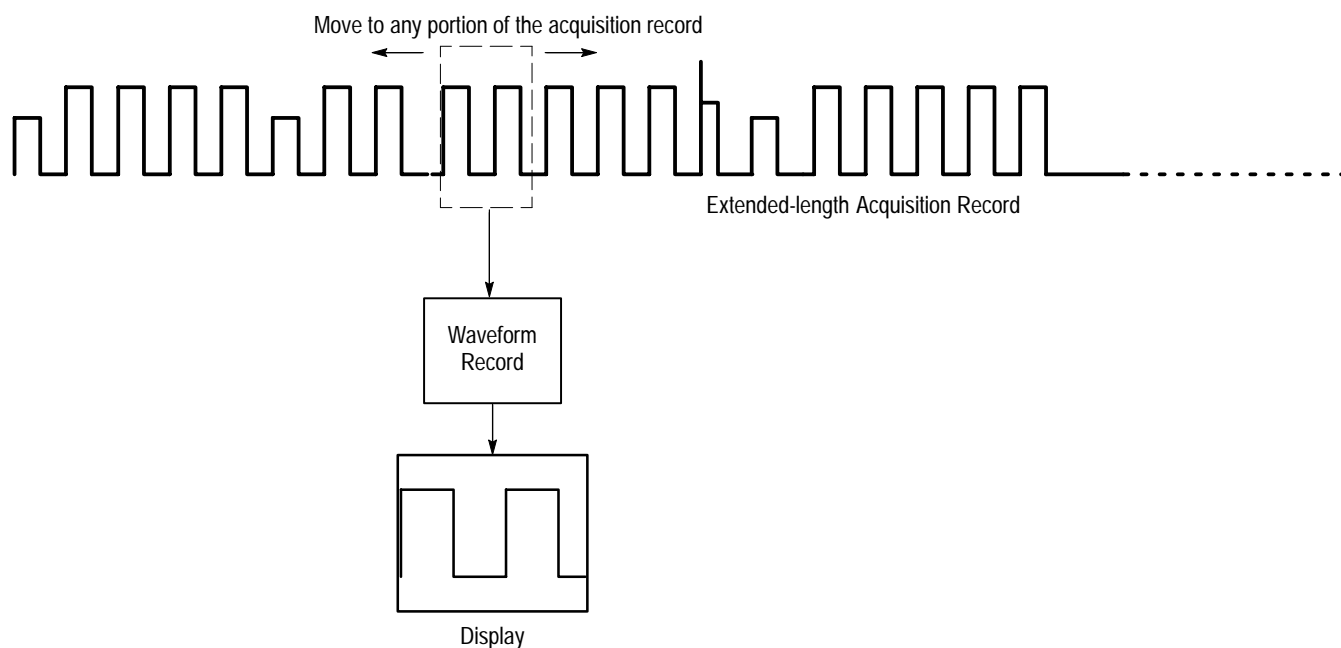 Move to any portion of the acquisition record
Extended-length Acquisition Record
Waveform
Record
Display